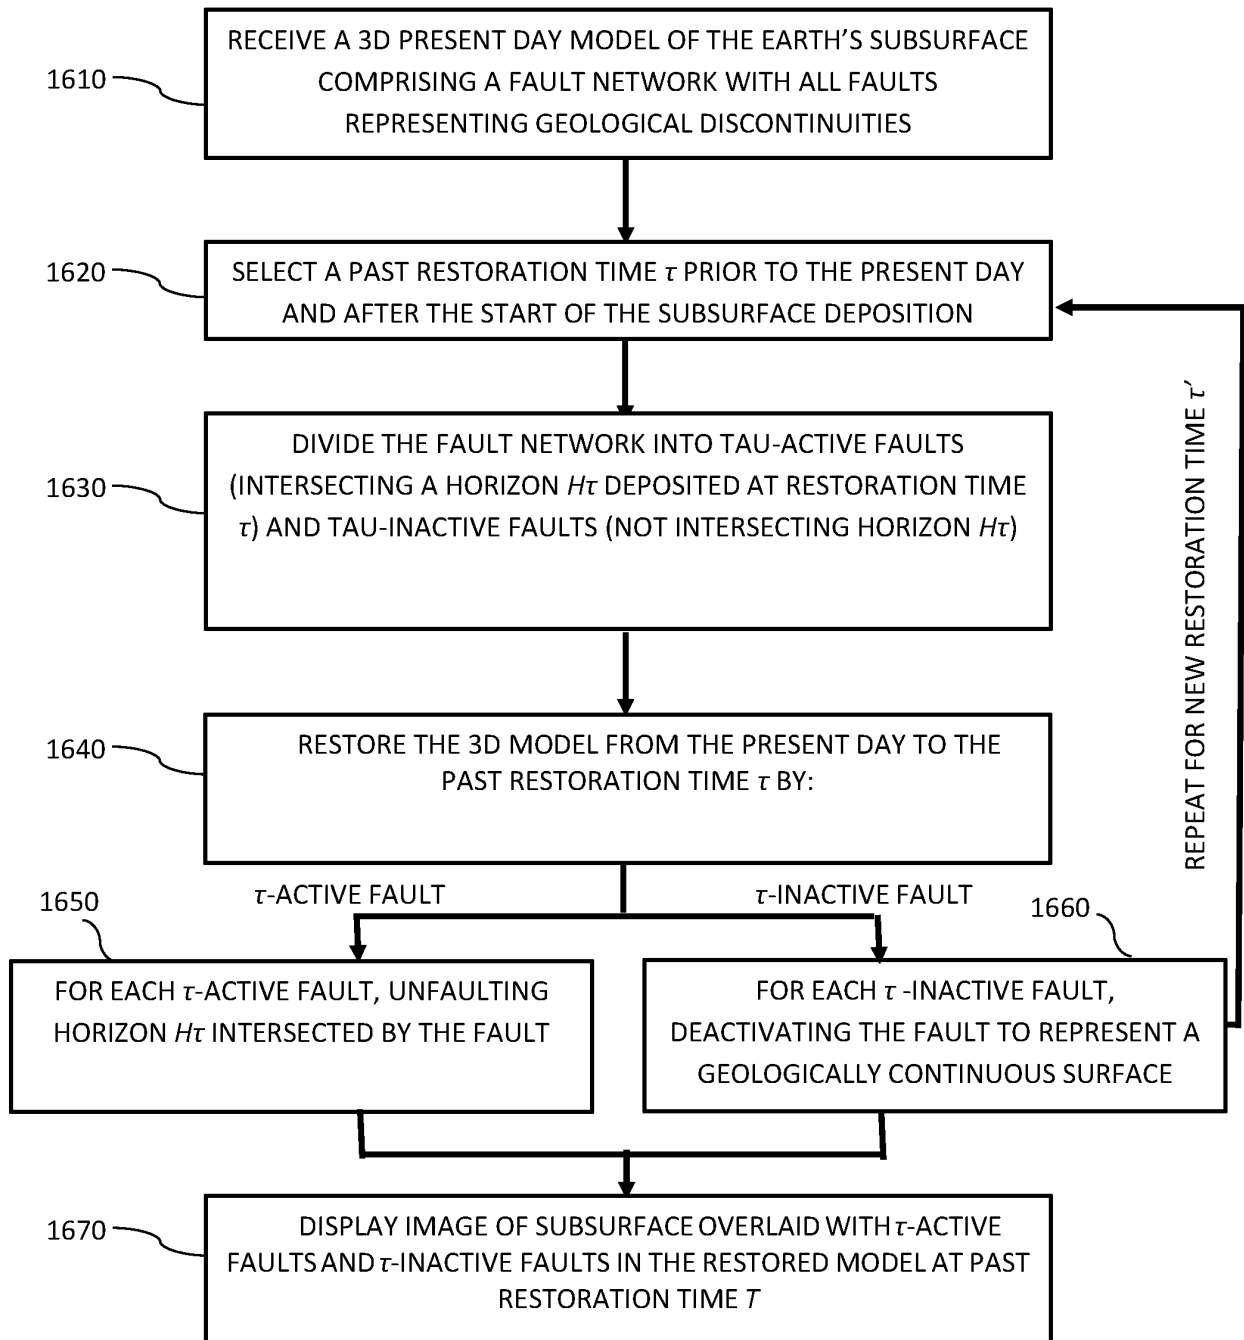 1610
RECEIVE A 3D PRESENT DAY MODEL OF THE EARTH’S SUBSURFACE
COMPRISING A FAULT NETWORK WITH ALL FAULTS
REPRESENTING GEOLOGICAL DISCONTINUITIES
1620
SELECT A PAST RESTORATION TIME τ PRIOR TO THE PRESENT DAY
AND AFTER THE START OF THE SUBSURFACE DEPOSITION
1630
DIVIDE THE FAULT NETWORK INTO TAU-ACTIVE FAULTS
(INTERSECTING A HORIZON Hτ DEPOSITED AT RESTORATION TIME
τ) AND TAU-INACTIVE FAULTS (NOT INTERSECTING HORIZON Hτ)
REPEAT FOR NEW RESTORATION TIME τ’
1640
RESTORE THE 3D MODEL FROM THE PRESENT DAY TO THE
PAST RESTORATION TIME τ BY:
τ-ACTIVE FAULT
τ-INACTIVE FAULT
1650
FOR EACH τ-ACTIVE FAULT, UNFAULTING
HORIZON Hτ INTERSECTED BY THE FAULT
1660
FOR EACH τ -INACTIVE FAULT,
DEACTIVATING THE FAULT TO REPRESENT A
GEOLOGICALLY CONTINUOUS SURFACE
1670
DISPLAY IMAGE OF SUBSURFACE OVERLAID WITH τ-ACTIVE
FAULTS AND τ-INACTIVE FAULTS IN THE RESTORED MODEL AT PAST
RESTORATION TIME T